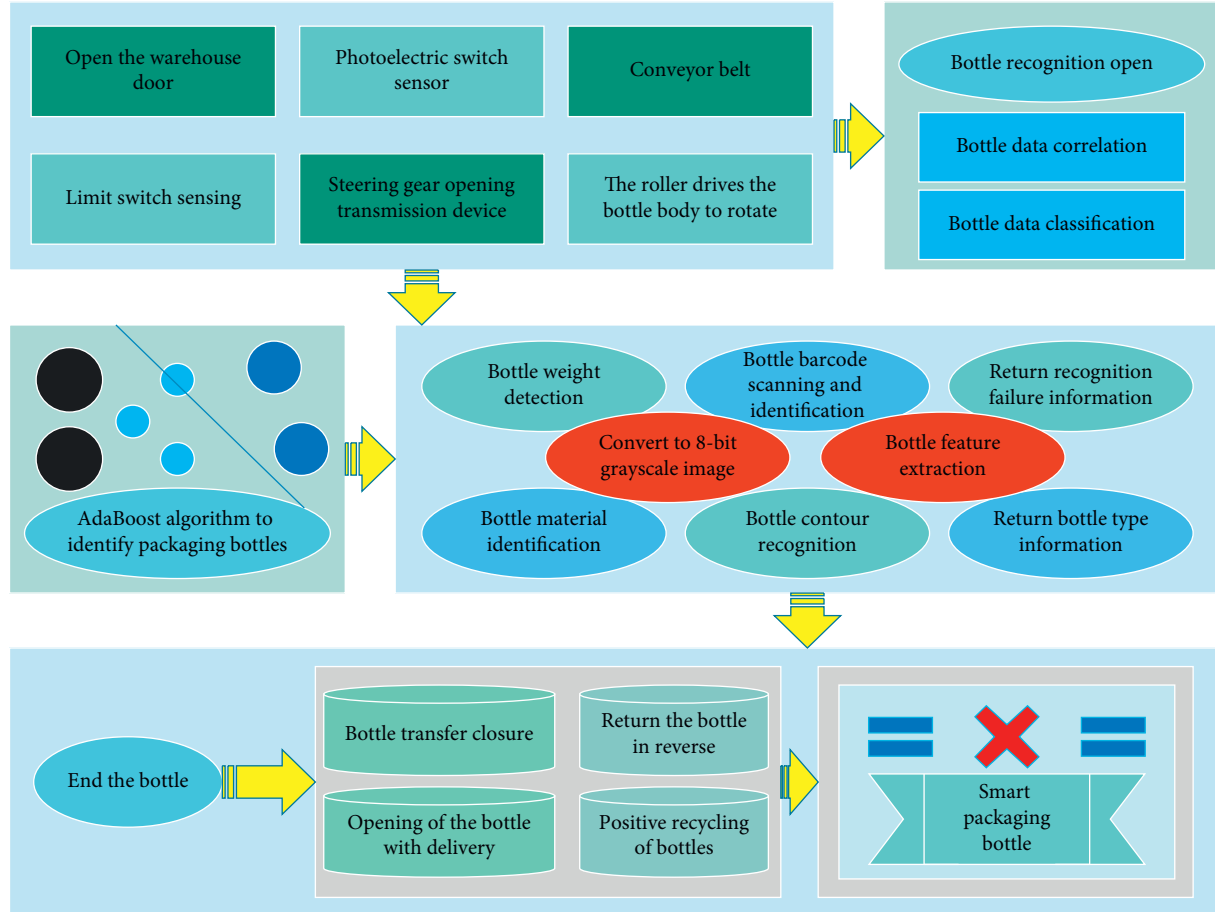 Open the warehouse
door
Photoelectric switch
sensor
Conveyor belt
Limit switch sensing
Steering gear opening
transmission device
The roller drives the
bottle body to rotate
Bottle recognition open
Bottle data correlation
Bottle data classification
AdaBoost algorithm to
identify packaging bottles
Bottle weight
detection
Bottle barcode
scanning and
identification
Return recognition
failure information
Convert to 8-bit
grayscale image
Bottle feature
extraction
Bottle material
identification
Bottle contour
recognition
Return bottle type
information
End the bottle
Bottle transfer closure
Return the bottle
in reverse
Opening of the bottle
with delivery
Positive recycling
of bottles
Smart
packaging
bottle